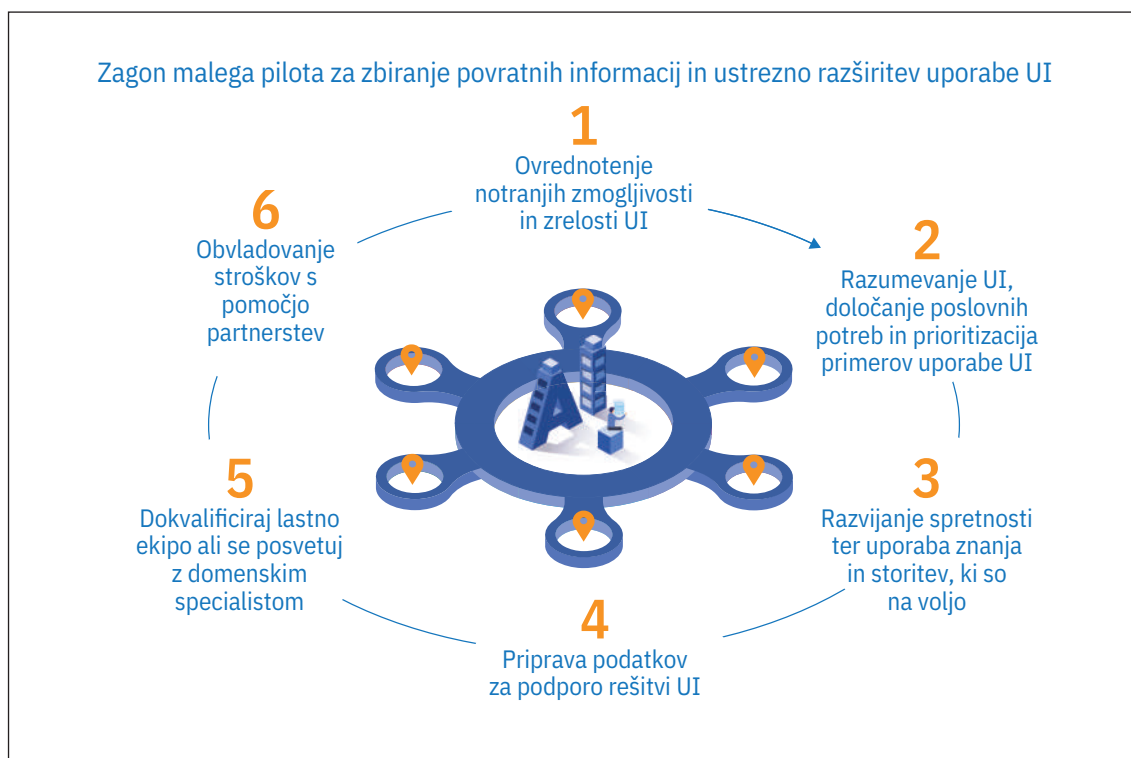 Zagon malega pilota za zbiranje povratnih informacij in ustrezno razširitev uporabe UI
1
Ovrednotenje
notranjih zmogljivosti
in zrelosti UI
2
Razumevanje UI,
določanje poslovnih
potreb in prioritizacija
primerov uporabe UI
3
Razvijanje spretnosti
ter uporaba znanja
in storitev, ki so
na voljo
4
Priprava podatkov
za podporo rešitvi UI
5
Dokvalificiraj lastno
ekipo ali se posvetuj
z domenskim
specialistom
6
Obvladovanje
stroškov s
pomočjo
partnerstev
AI